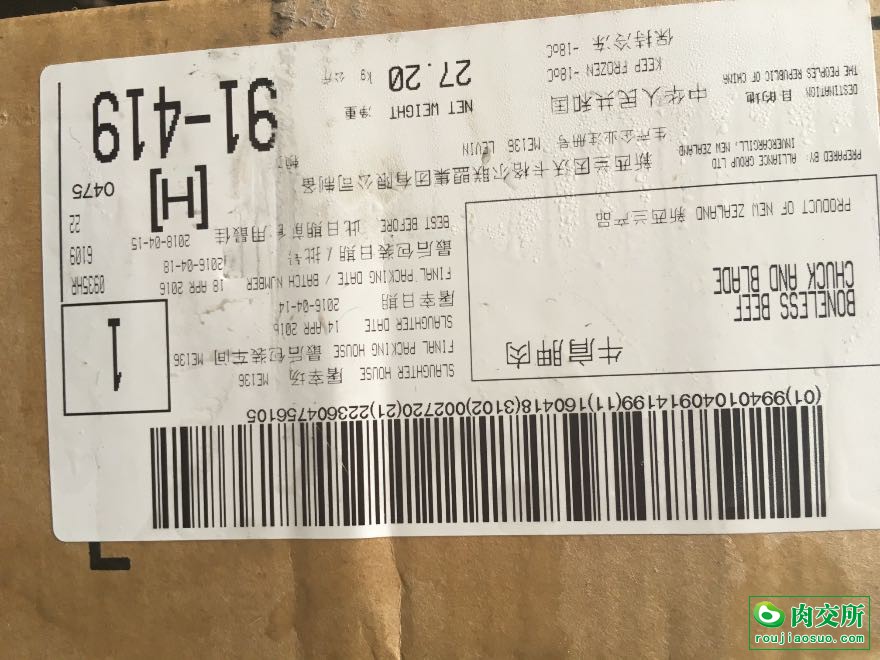 (01)99401040914199(11)160418(3102)002720(21)223604756105
BONELESS BEEF
CHUCK AND BLADE
牛肩胛肉
PRODUCT OF NEW ZEALAND 新西兰产品
SLAUGHTER HOUSE 屠宰场 ME136
FINAL PACKING HOUSE 最后包装车间 ME136
SLAUGHTER DATE 14 APR 2016
屠宰日期 2016-04-14
FINAL PACKING DATE / BATCH NUMBER 18 APR 2016
最后包装日期 / 批号 2016-04-18
BEST BEFORE 此日期前食用最佳 2018-04-15
1
0935HR
6109
22
0475
[H]
91-419
PREPARED BY: ALLIANCE GROUP LTD
INVERCARGILL, NEW ZEALAND
新西兰因沃卡格尔联盟集团有限公司制备
生产企业注册号 ME136 LEVIN
DESTINATION 目的地 中华人民共和国
THE PEOPLES REPUBLIC OF CHINA
KEEP FROZEN -18oC
保持冷冻 -18oC
NET WEIGHT 净重
27.20 kg 公斤
肉交所
roujiaosuo.com